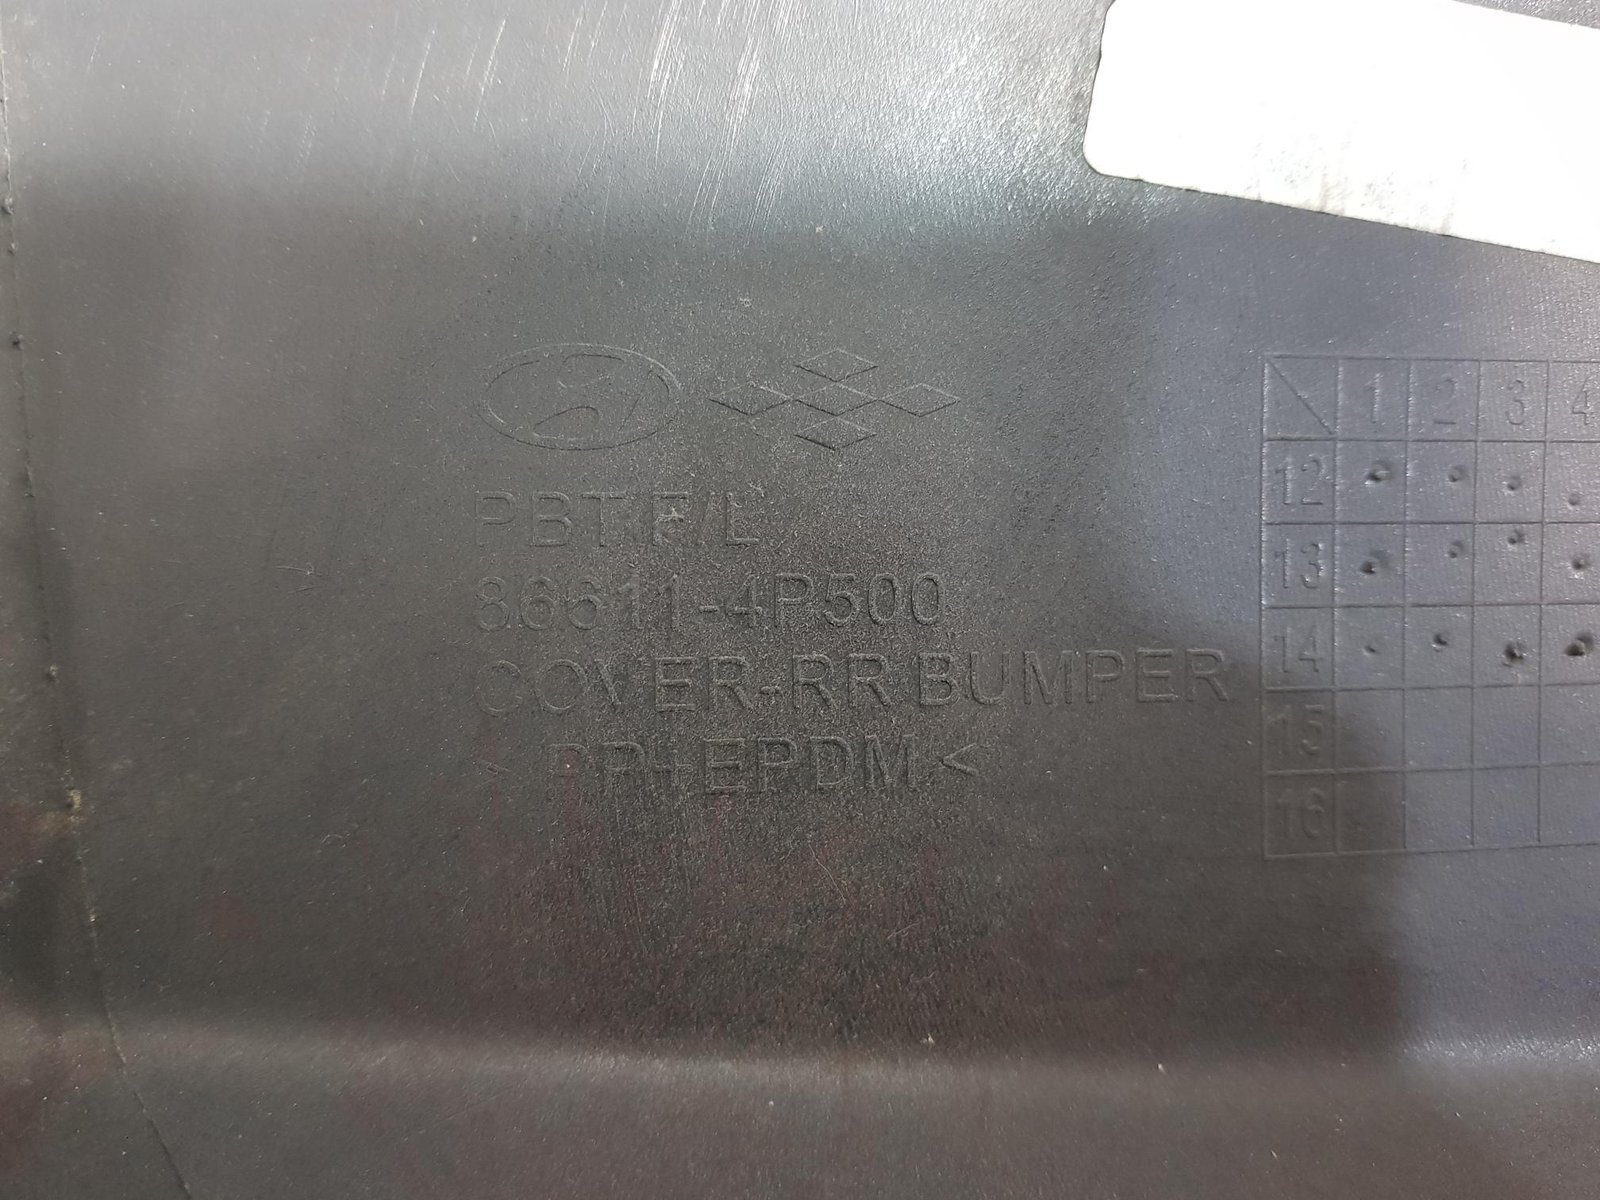 PBT F/L
86611-4P500
COVER-RR BUMPER
> PP+EPDM <
1 2 3 4
12
13
14
15
16